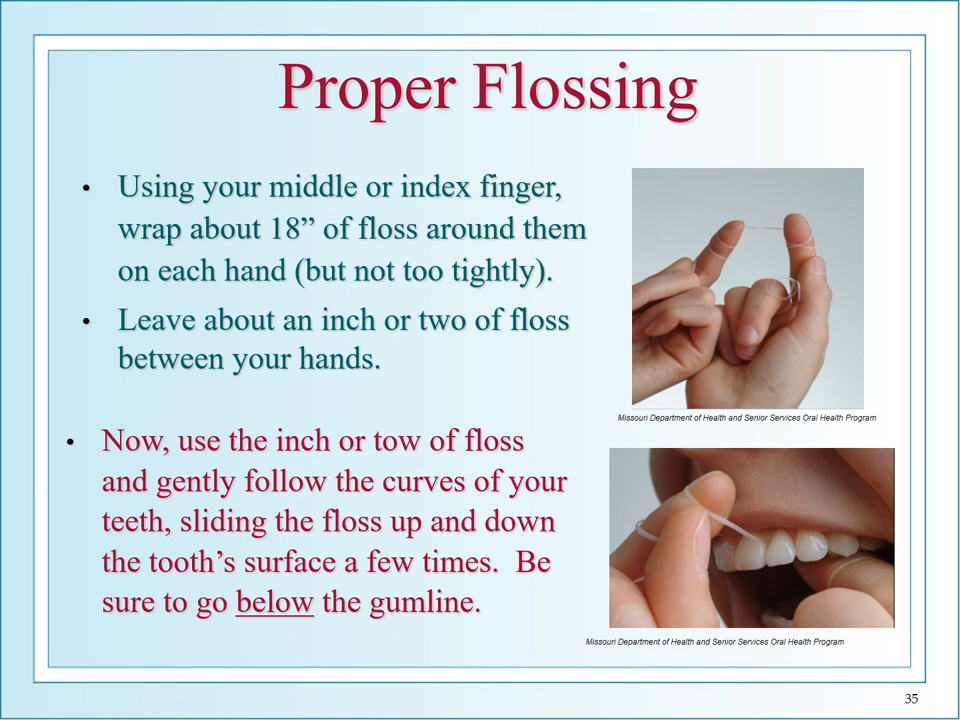 Proper Flossing
• Using your middle or index finger,
wrap about 18” of floss around them
on each hand (but not too tightly).
• Leave about an inch or two of floss
between your hands.
Missouri Department of Health and Senior Services Oral Health Program
• Now, use the inch or tow of floss
and gently follow the curves of your
teeth, sliding the floss up and down
the tooth’s surface a few times.  Be
sure to go below the gumline.
Missouri Department of Health and Senior Services Oral Health Program
35